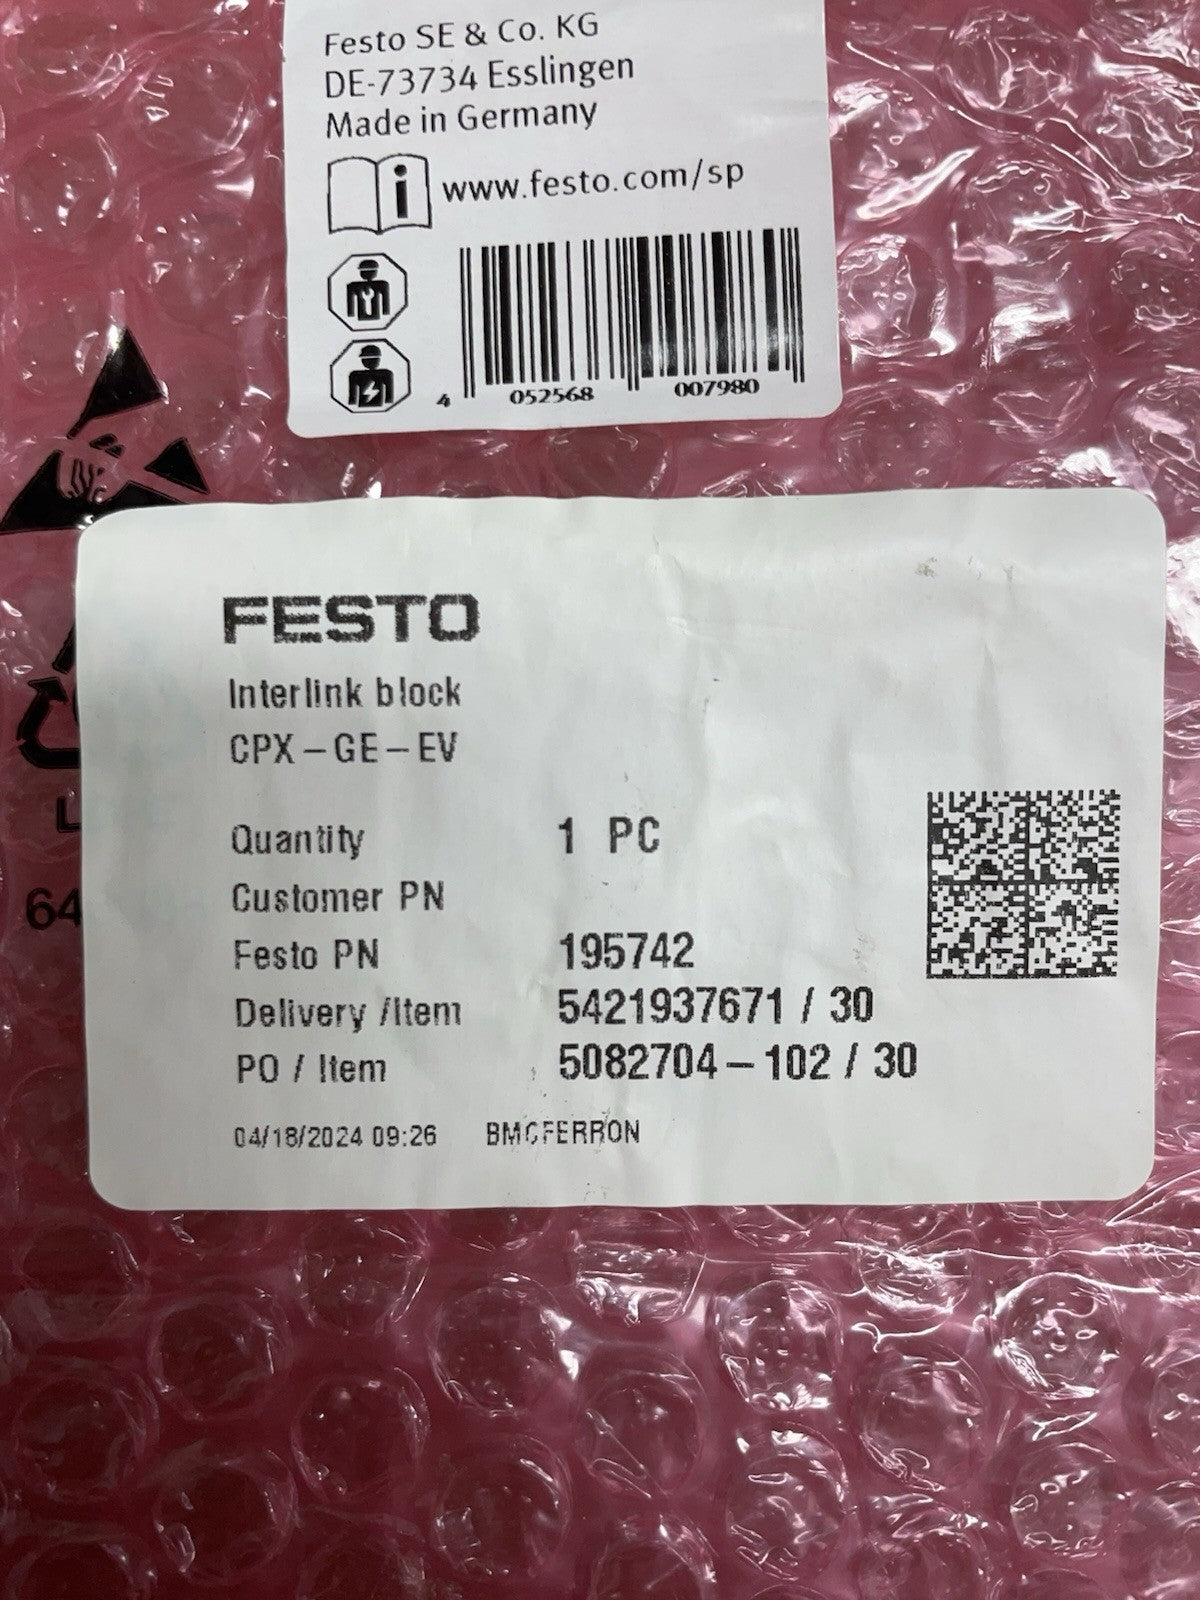 Festo SE & Co. KG
DE-73734 Esslingen
Made in Germany
i www.festo.com/sp
4 052568 007980
FESTO
Interlink block
CPX-GE-EV
Quantity 1 PC
Customer PN
Festo PN 195742
Delivery /Item 5421937671 / 30
PO / Item 5082704-102 / 30
04/18/2024 09:26 BMCFERRON
L
64